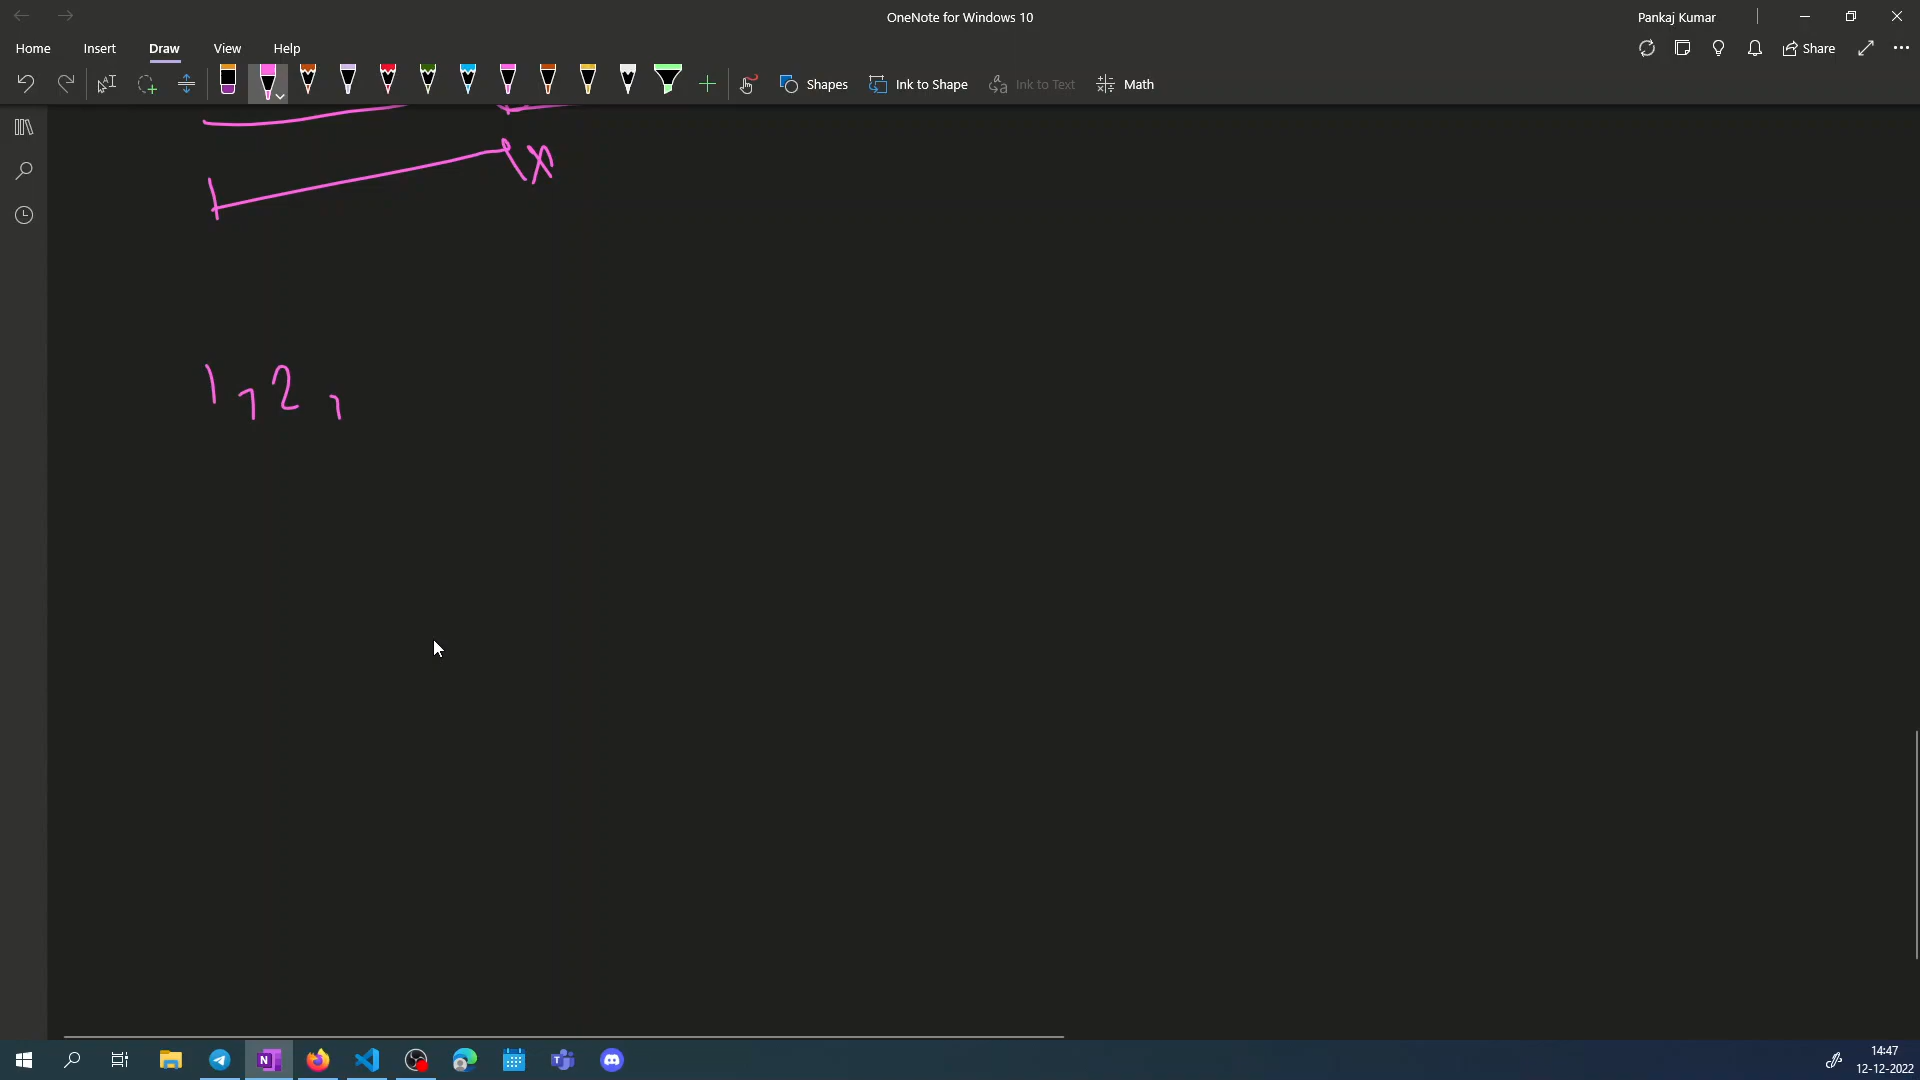 OneNote for Windows 10
Pankaj Kumar
Home Insert Draw View Help
Share
Shapes Ink to Shape Ink to Text Math
1, 2,
14:47
12-12-2022